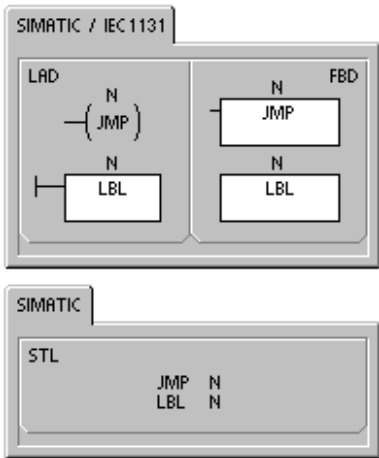 SIMATIC / IEC1131
LAD
N
JMP
N
LBL
FBD
N
JMP
N
LBL
SIMATIC
STL
JMP N
LBL N